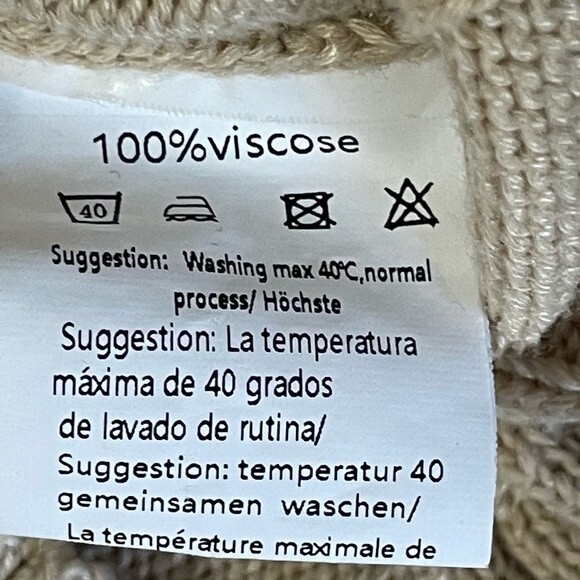 100%viscose
40
Suggestion: Washing max 40℃,normal
process/ Höchste
Suggestion: La temperatura
máxima de 40 grados
de lavado de rutina/
Suggestion: temperatur 40
gemeinsamen waschen/
La température maximale de